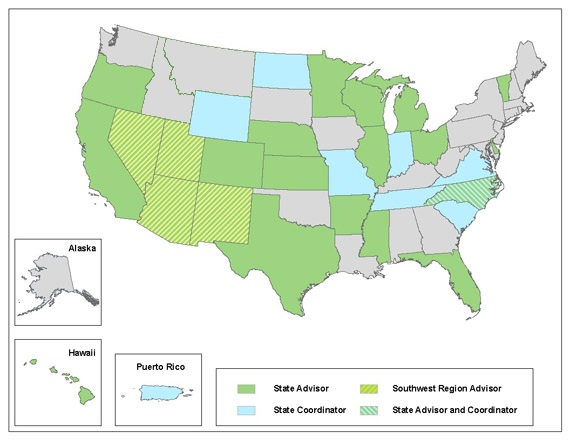 Alaska
Hawaii
Puerto Rico
State Advisor
Southwest Region Advisor
State Coordinator
State Advisor and Coordinator